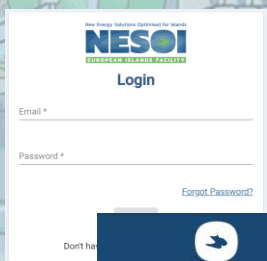 New Energy Solutions Optimised for Islands
NESOI
EUROPEAN ISLANDS FACILITY
Login
Email *
Password *
Forgot Password?
Don't hav